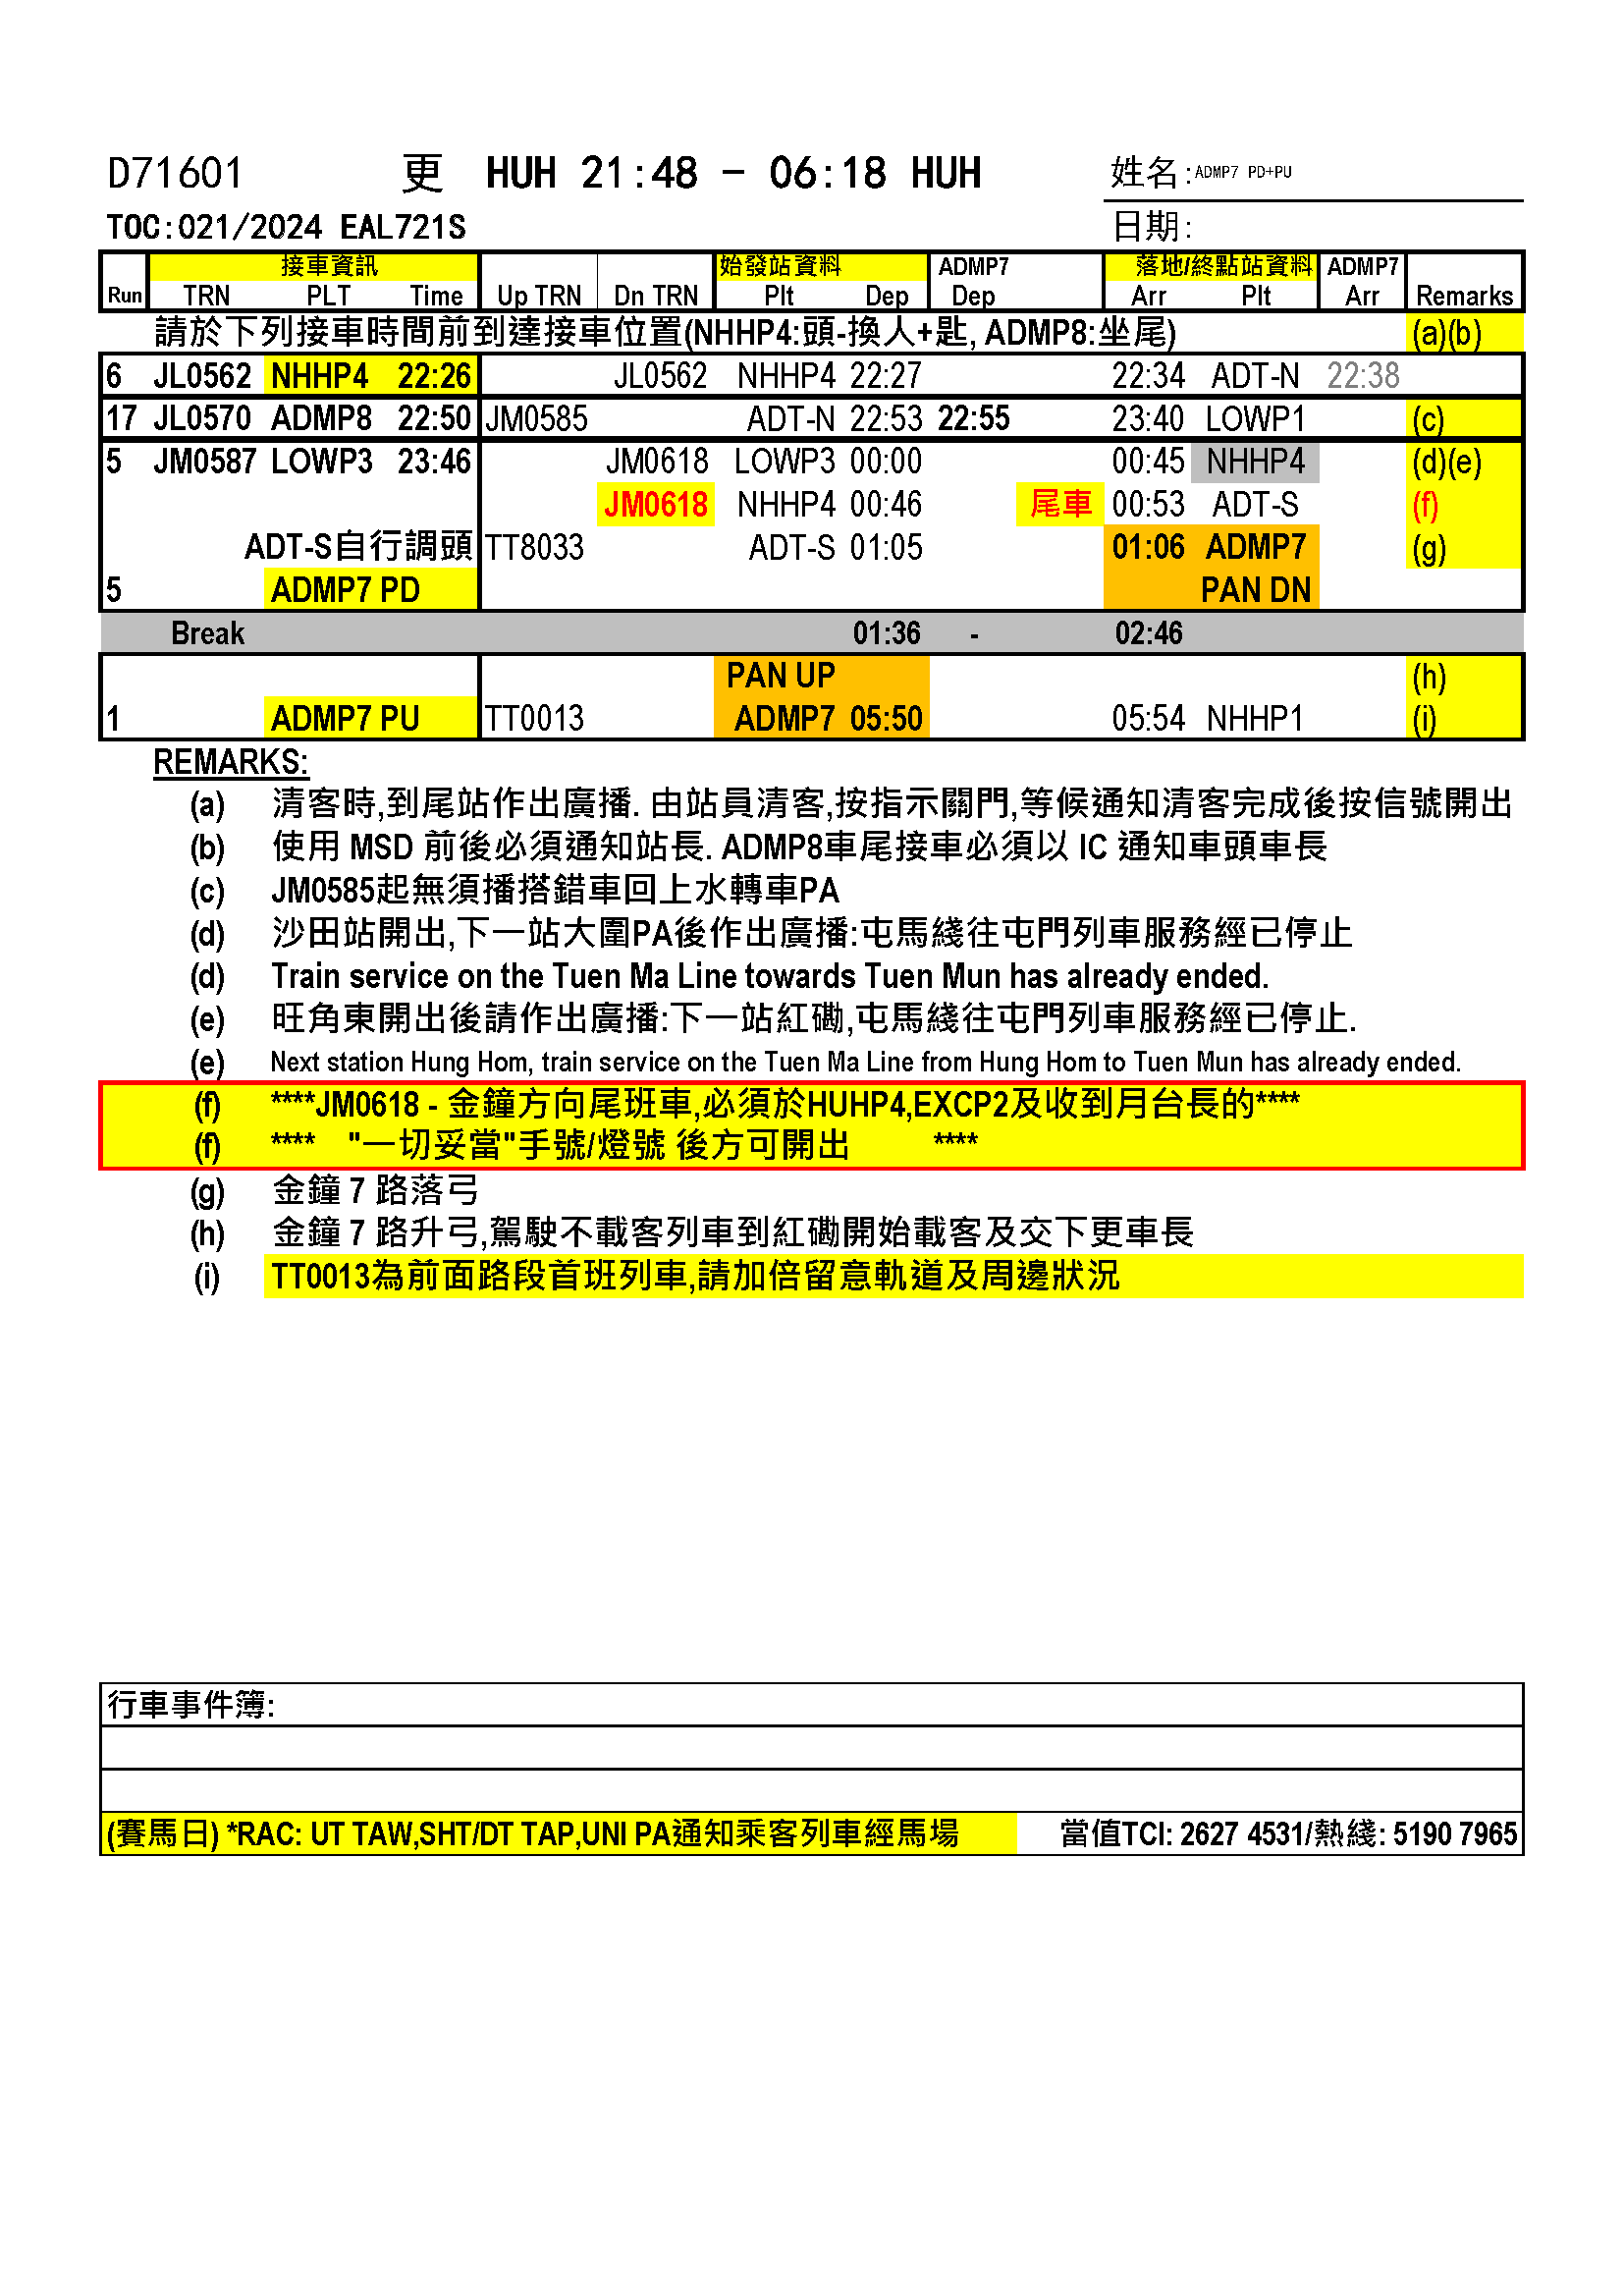 D71601 更 HUH 21:48 – 06:18 HUH 姓名:ADMP7 PD+PU
TOC:021/2024 EAL721S 日期:
接車資訊 始發站資料 ADMP7 落地/終點站資料 ADMP7
Run TRN PLT Time Up TRN Dn TRN Plt Dep Dep Arr Plt Arr Remarks
請於下列接車時間前到達接車位置(NHHP4:頭-換人+匙, ADMP8:坐尾) (a)(b)
6 JL0562 NHHP4 22:26 JL0562 NHHP4 22:27 22:34 ADT-N 22:38
17 JL0570 ADMP8 22:50 JM0585 ADT-N 22:53 22:55 23:40 LOWP1 (c)
5 JM0587 LOWP3 23:46 JM0618 LOWP3 00:00 00:45 NHHP4 (d)(e)
JM0618 NHHP4 00:46 尾車 00:53 ADT-S (f)
ADT-S自行調頭 TT8033 ADT-S 01:05 01:06 ADMP7 (g)
5 ADMP7 PD PAN DN
Break 01:36 - 02:46
PAN UP (h)
1 ADMP7 PU TT0013 ADMP7 05:50 05:54 NHHP1 (i)
REMARKS:
(a) 清客時,到尾站作出廣播. 由站員清客,按指示關門,等候通知清客完成後按信號開出
(b) 使用 MSD 前後必須通知站長. ADMP8車尾接車必須以 IC 通知車頭車長
(c) JM0585起無須播搭錯車回上水轉車PA
(d) 沙田站開出,下一站大圍PA後作出廣播:屯馬綫往屯門列車服務經已停止
(d) Train service on the Tuen Ma Line towards Tuen Mun has already ended.
(e) 旺角東開出後請作出廣播:下一站紅磡,屯馬綫往屯門列車服務經已停止.
(e) Next station Hung Hom, train service on the Tuen Ma Line from Hung Hom to Tuen Mun has already ended.
(f) ****JM0618 - 金鐘方向尾班車,必須於HUHP4,EXCP2及收到月台長的****
(f) **** "一切妥當"手號/燈號 後方可開出 ****
(g) 金鐘 7 路落弓
(h) 金鐘 7 路升弓,駕駛不載客列車到紅磡開始載客及交下更車長
(i) TT0013為前面路段首班列車,請加倍留意軌道及周邊狀況
行車事件簿:
(賽馬日) *RAC: UT TAW,SHT/DT TAP,UNI PA通知乘客列車經馬場 當值TCI: 2627 4531/熱綫: 5190 7965